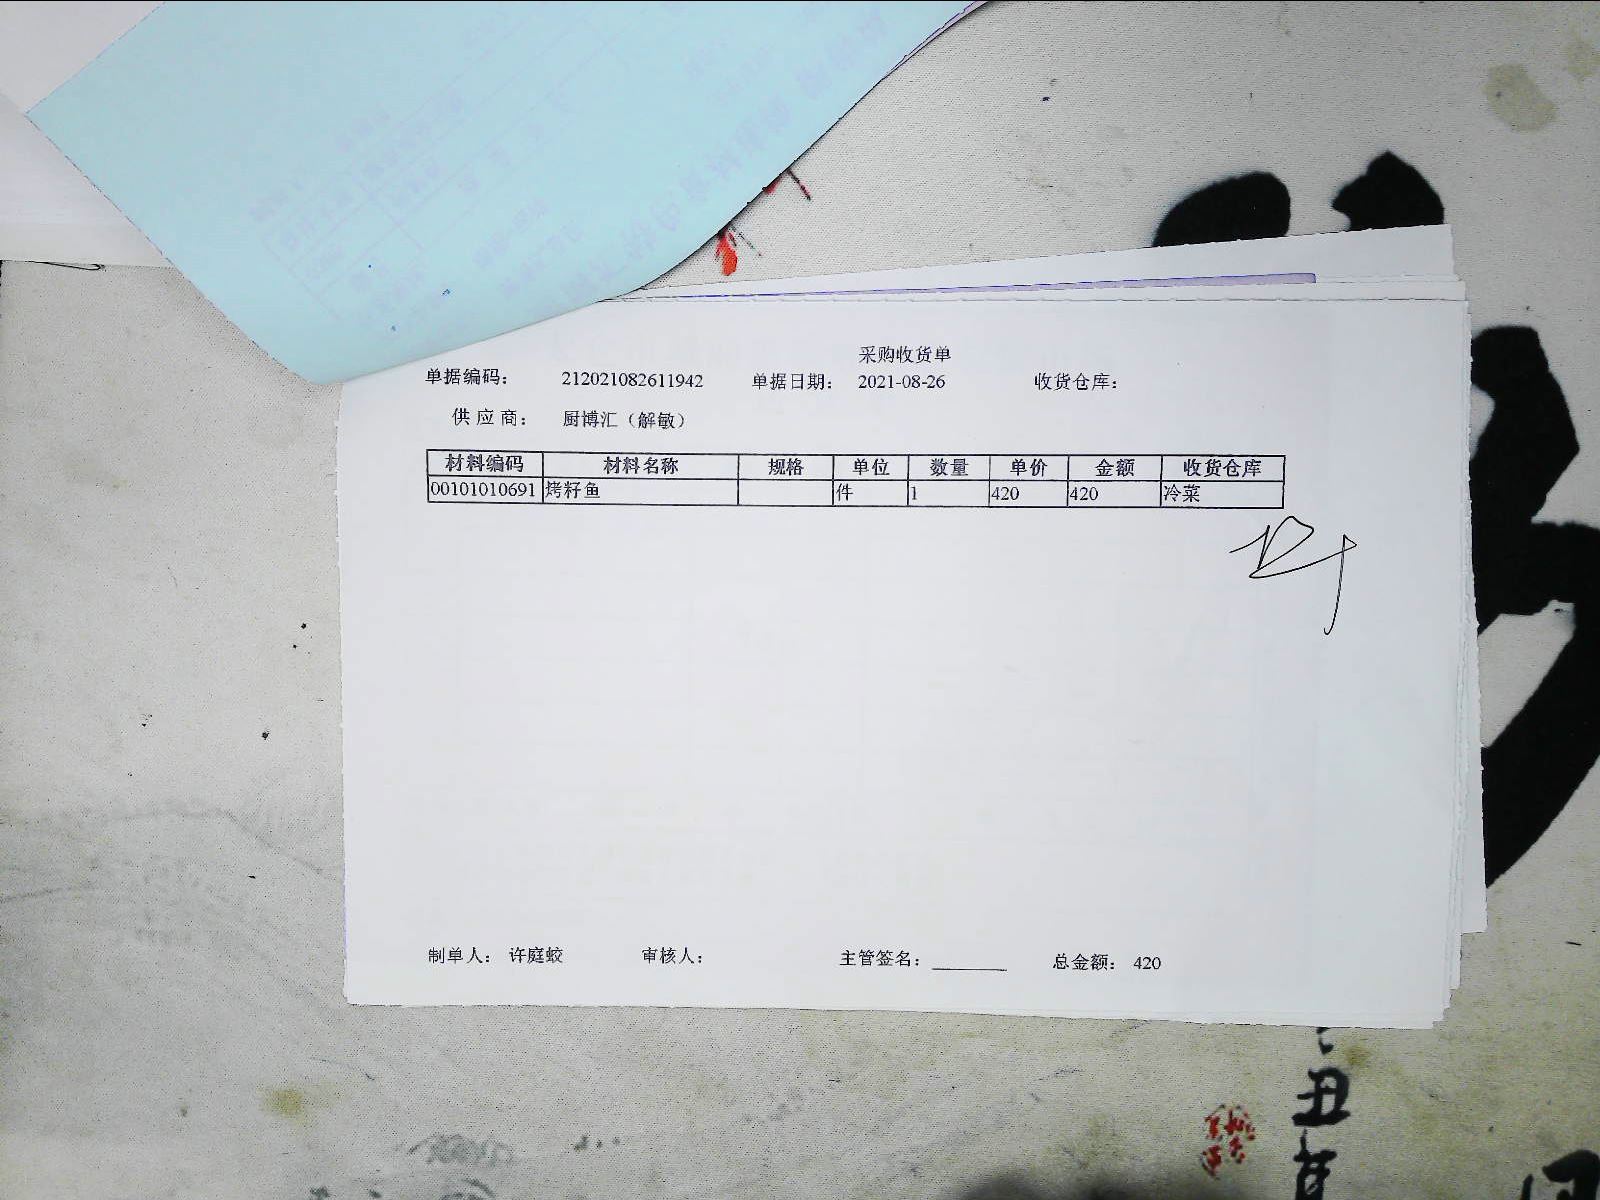 采购收货单
单据编码： 212021082611942 单据日期： 2021-08-26 收货仓库：
供 应 商： 厨博汇（解敏）
材料编码 材料名称 规格 单位 数量 单价 金额 收货仓库
00101010691 烤籽鱼 件 1 420 420 冷菜
制单人： 许庭蛟 审核人： 主管签名： ________ 总金额： 420
丑